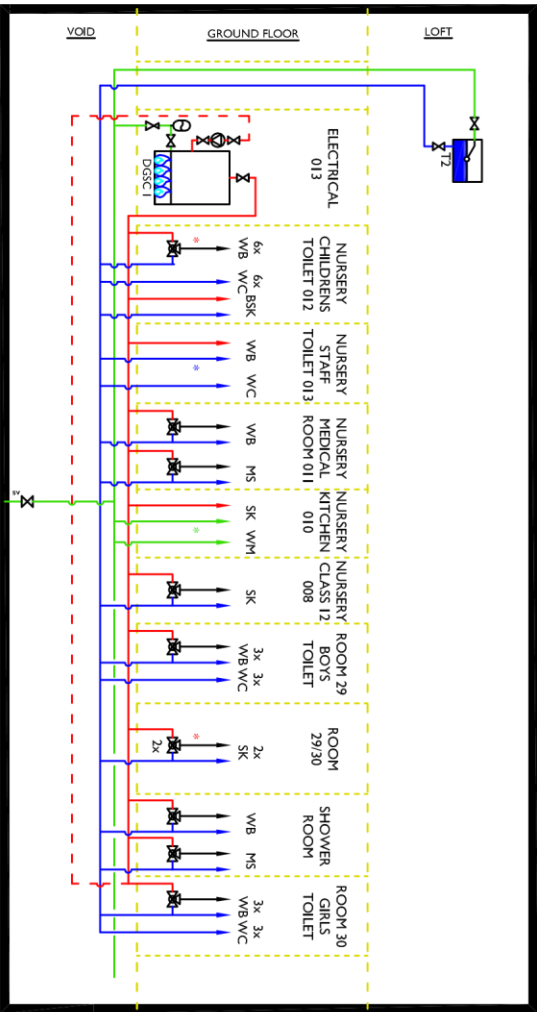 VOID
GROUND FLOOR
LOFT
T2
DGSC 1
ELECTRICAL
013
NURSERY
CHILDRENS
TOILET 012
6x
WB
6x
WC
BSK
*
NURSERY
STAFF
TOILET 013
WB
WC
*
NURSERY
MEDICAL
ROOM 011
WB
MS
NURSERY
KITCHEN
010
SK
WM
*
NURSERY
CLASS 12
008
SK
ROOM 29
BOYS
TOILET
3x
WB
3x
WC
ROOM
29/30
2x
SK
2x
*
SHOWER
ROOM
WB
MS
ROOM 30
GIRLS
TOILET
3x
WB
3x
WC